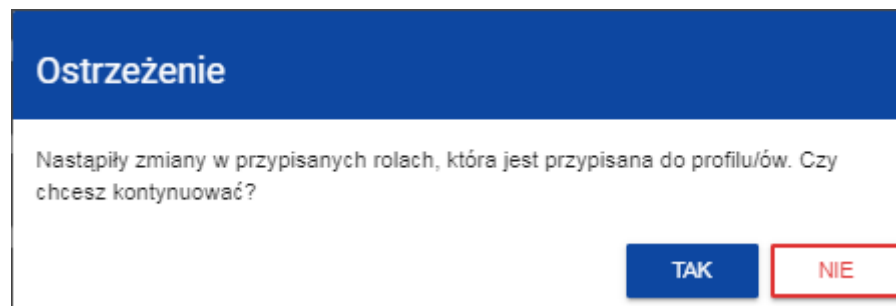 Ostrzeżenie
Nastąpiły zmiany w przypisanych rolach, która jest przypisana do profilu/ów. Czy
chcesz kontynuować?
TAK NIE